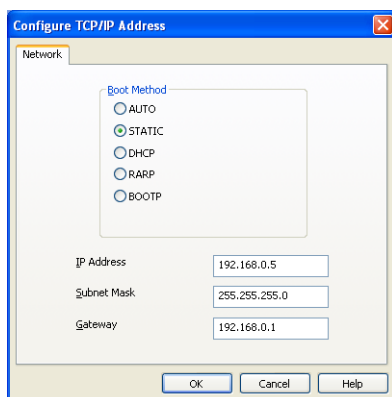 Configure TCP/IP Address
Network
Boot Method
AUTO
STATIC
DHCP
RARP
BOOTP
IP Address 192.168.0.5
Subnet Mask 255.255.255.0
Gateway 192.168.0.1
OK Cancel Help